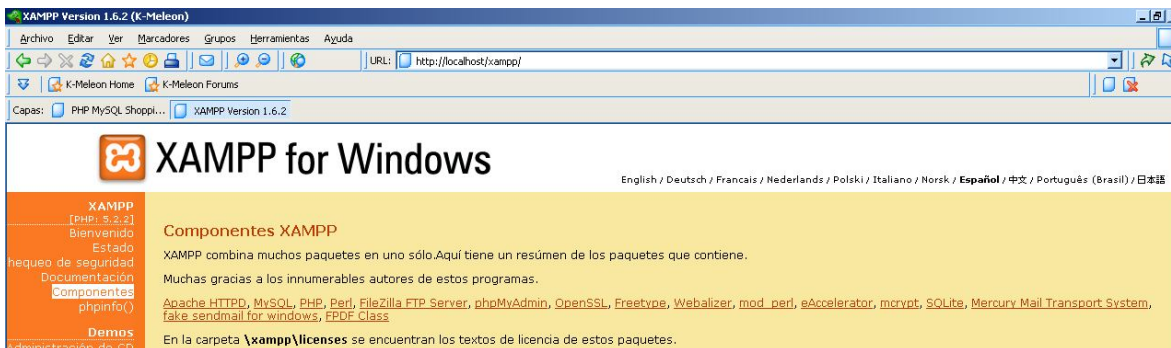 XAMPP Version 1.6.2 (K-Meleon)
Archivo Editar Ver Marcadores Grupos Herramientas Ayuda
URL: http://localhost/xampp/
K-Meleon Home K-Meleon Forums
Capas: PHP MySQL Shoppi... XAMPP Version 1.6.2
XAMPP for Windows
English / Deutsch / Francais / Nederlands / Polski / Italiano / Norsk / Español / 中文 / Português (Brasil) / 日本語
XAMPP
[PHP: 5.2.2]
Bienvenido
Estado
hequeo de seguridad
Documentación
Componentes
phpinfo()
Demos
Administración de CD
Componentes XAMPP
XAMPP combina muchos paquetes en uno sólo.Aquí tiene un resúmen de los paquetes que contiene.
Muchas gracias a los innumerables autores de estos programas.
Apache HTTPD, MySQL, PHP, Perl, FileZilla FTP Server, phpMyAdmin, OpenSSL, Freetype, Webalizer, mod_perl, eAccelerator, mcrypt, SQLite, Mercury Mail Transport System,
fake sendmail for windows, FPDF Class
En la carpeta \xampp\licenses se encuentran los textos de licencia de estos paquetes.